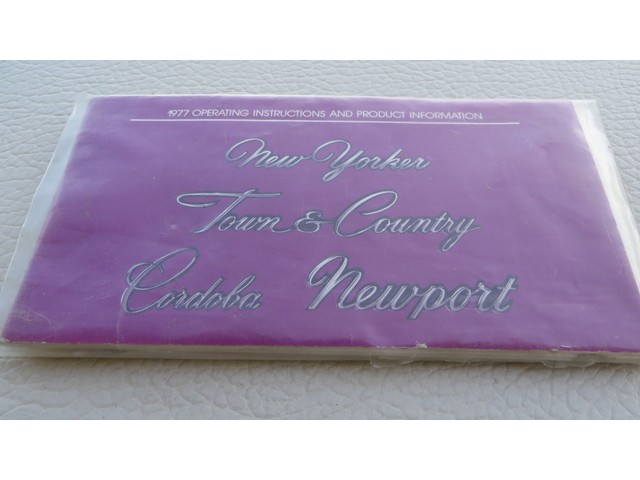 1977 OPERATING INSTRUCTIONS AND PRODUCT INFORMATION
New Yorker
Town & Country
Cordoba Newport